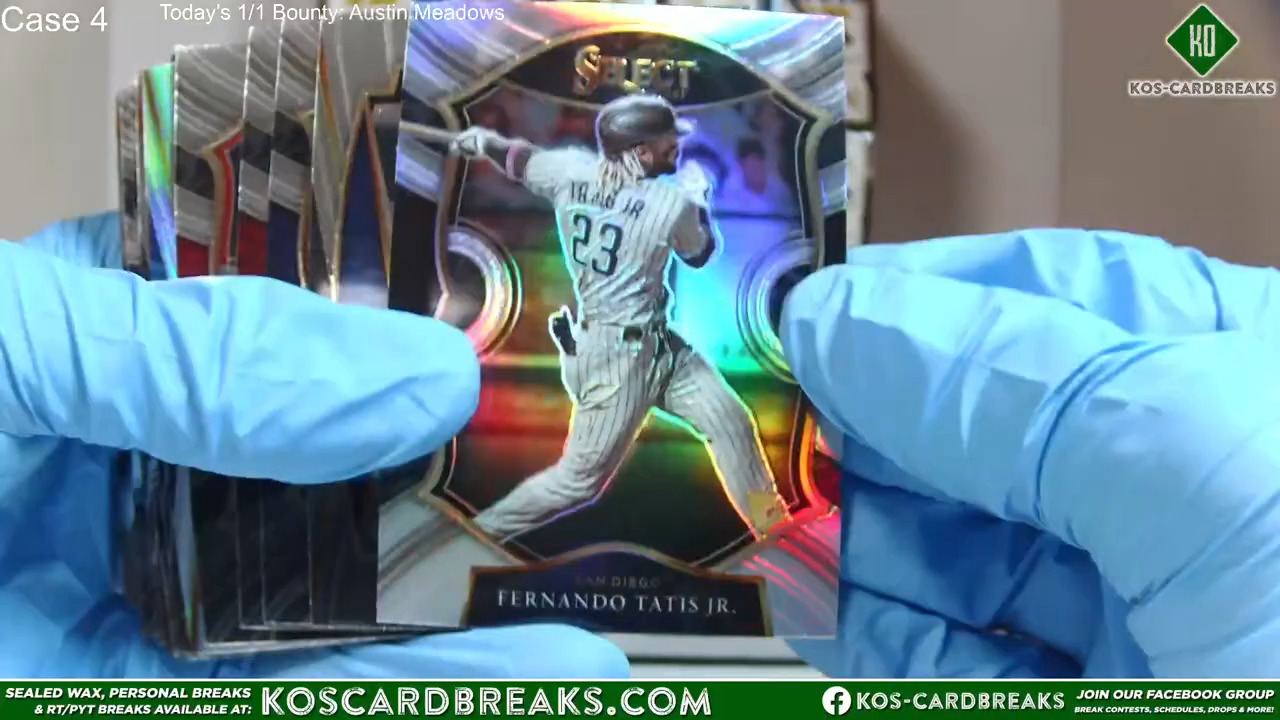 Case 4
Today's 1/1 Bounty: Austin Meadows
KO
KOS-CARDBREAKS
SELECT
TATIS JR
23
SAN DIEGO
FERNANDO TATIS JR.
SEALED WAX, PERSONAL BREAKS
& RT/PYT BREAKS AVAILABLE AT:
KOSCARDBREAKS.COM
KOS-CARDBREAKS
JOIN OUR FACEBOOK GROUP
BREAK CONTESTS, SCHEDULES, DROPS & MORE!